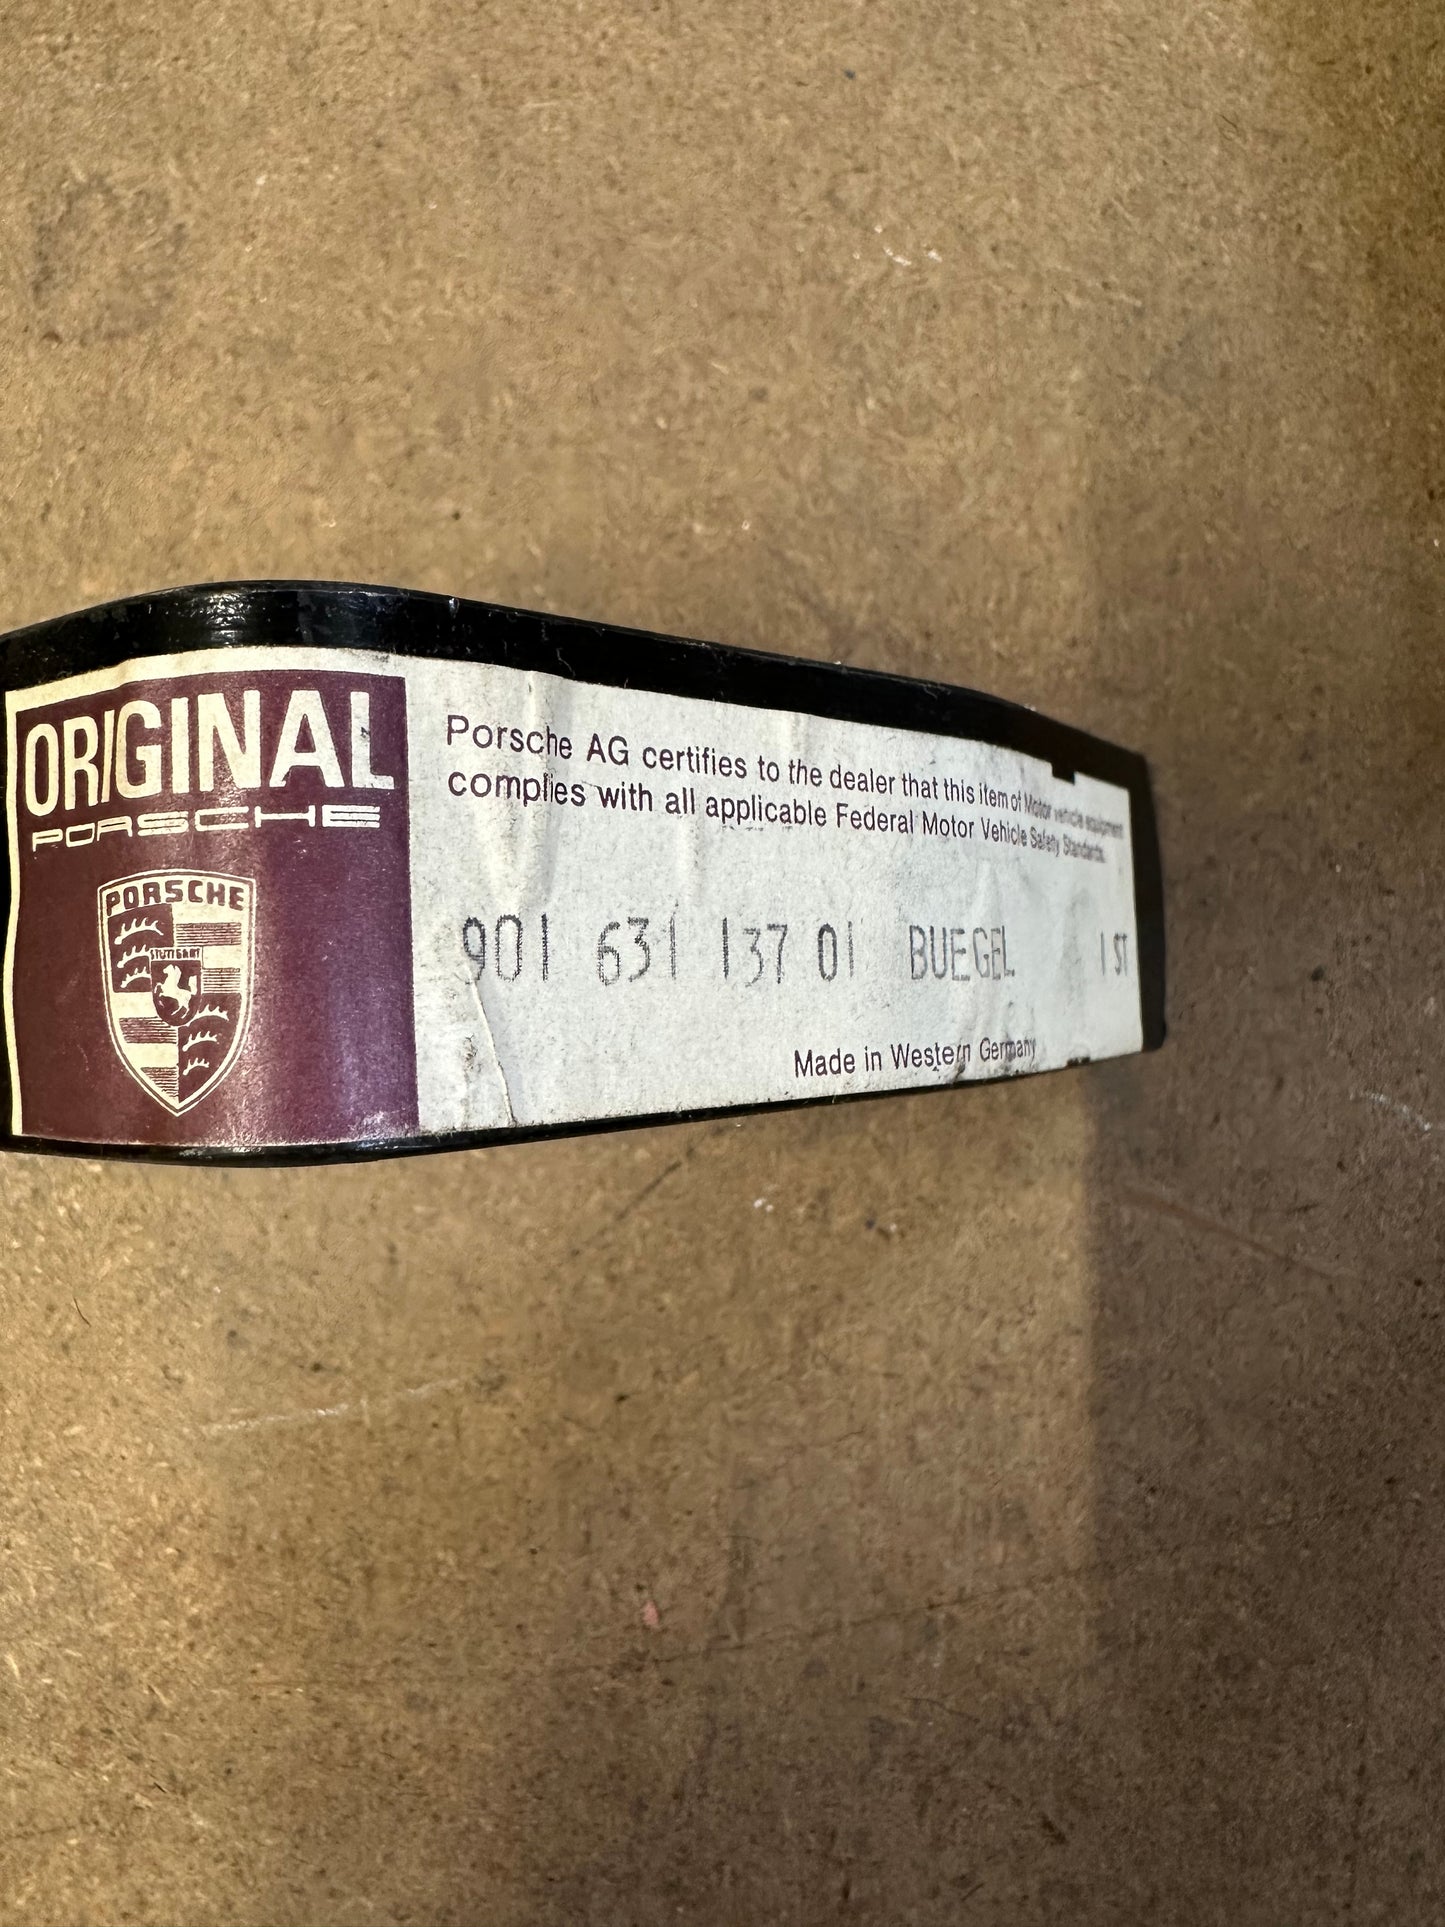 ORIGINAL
PORSCHE
PORSCHE
STUTTGART
Porsche AG certifies to the dealer that this item of Motor vehicle equipment
complies with all applicable Federal Motor Vehicle Safety Standards.
901 631 137 01 BUEGEL 1 ST
Made in Western Germany